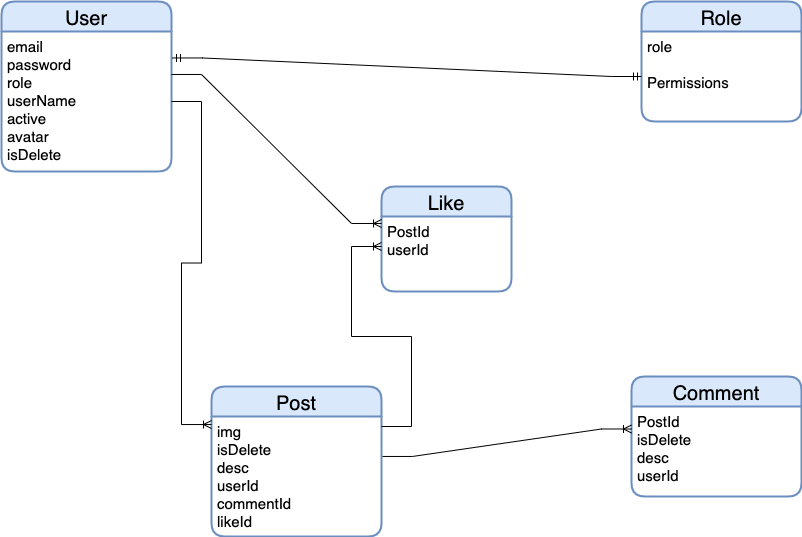 User
email
password
role
userName
active
avatar
isDelete
Role
role
Permissions
Like
PostId
userId
Post
img
isDelete
desc
userId
commentId
likeId
Comment
PostId
isDelete
desc
userId